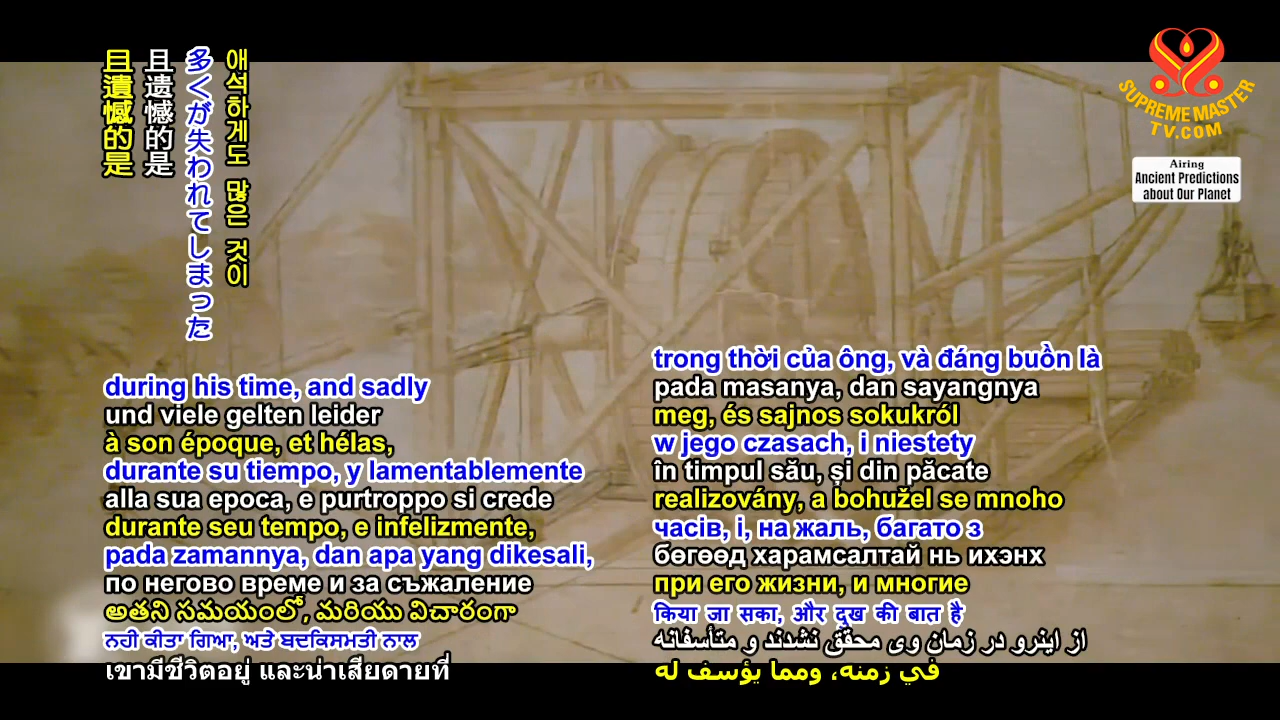 且遺憾的是
且遗憾的是
多くが失われてしまった
애석하게도 많은 것이
SUPREME MASTER
TV.COM
Airing
Ancient Predictions
about Our Planet
during his time, and sadly
und viele gelten leider
à son époque, et hélas,
durante su tiempo, y lamentablemente
alla sua epoca, e purtroppo si crede
durante seu tempo, e infelizmente,
pada zamannya, dan apa yang dikesali,
по негово време и за съжаление
అతని సమయంలో, మరియు విచారంగా
ਨਹੀ ਕੀਤਾ ਗਿਆ, ਅਤੇ ਬਦਕਿਸਮਤੀ ਨਾਲ
เขามีชีวิตอยู่ และน่าเสียดายที่
trong thời của ông, và đáng buồn là
pada masanya, dan sayangnya
meg, és sajnos sokukról
w jego czasach, i niestety
în timpul său, și din păcate
realizovány, a bohužel se mnoho
часів, і, на жаль, багато з
бөгөөд харамсалтай нь ихэнх
при его жизни, и многие
किया जा सका, और दुख की बात है
از اینرو در زمان وی محقق نشدند و متأسفانه
في زمنه، ومما يؤسف له